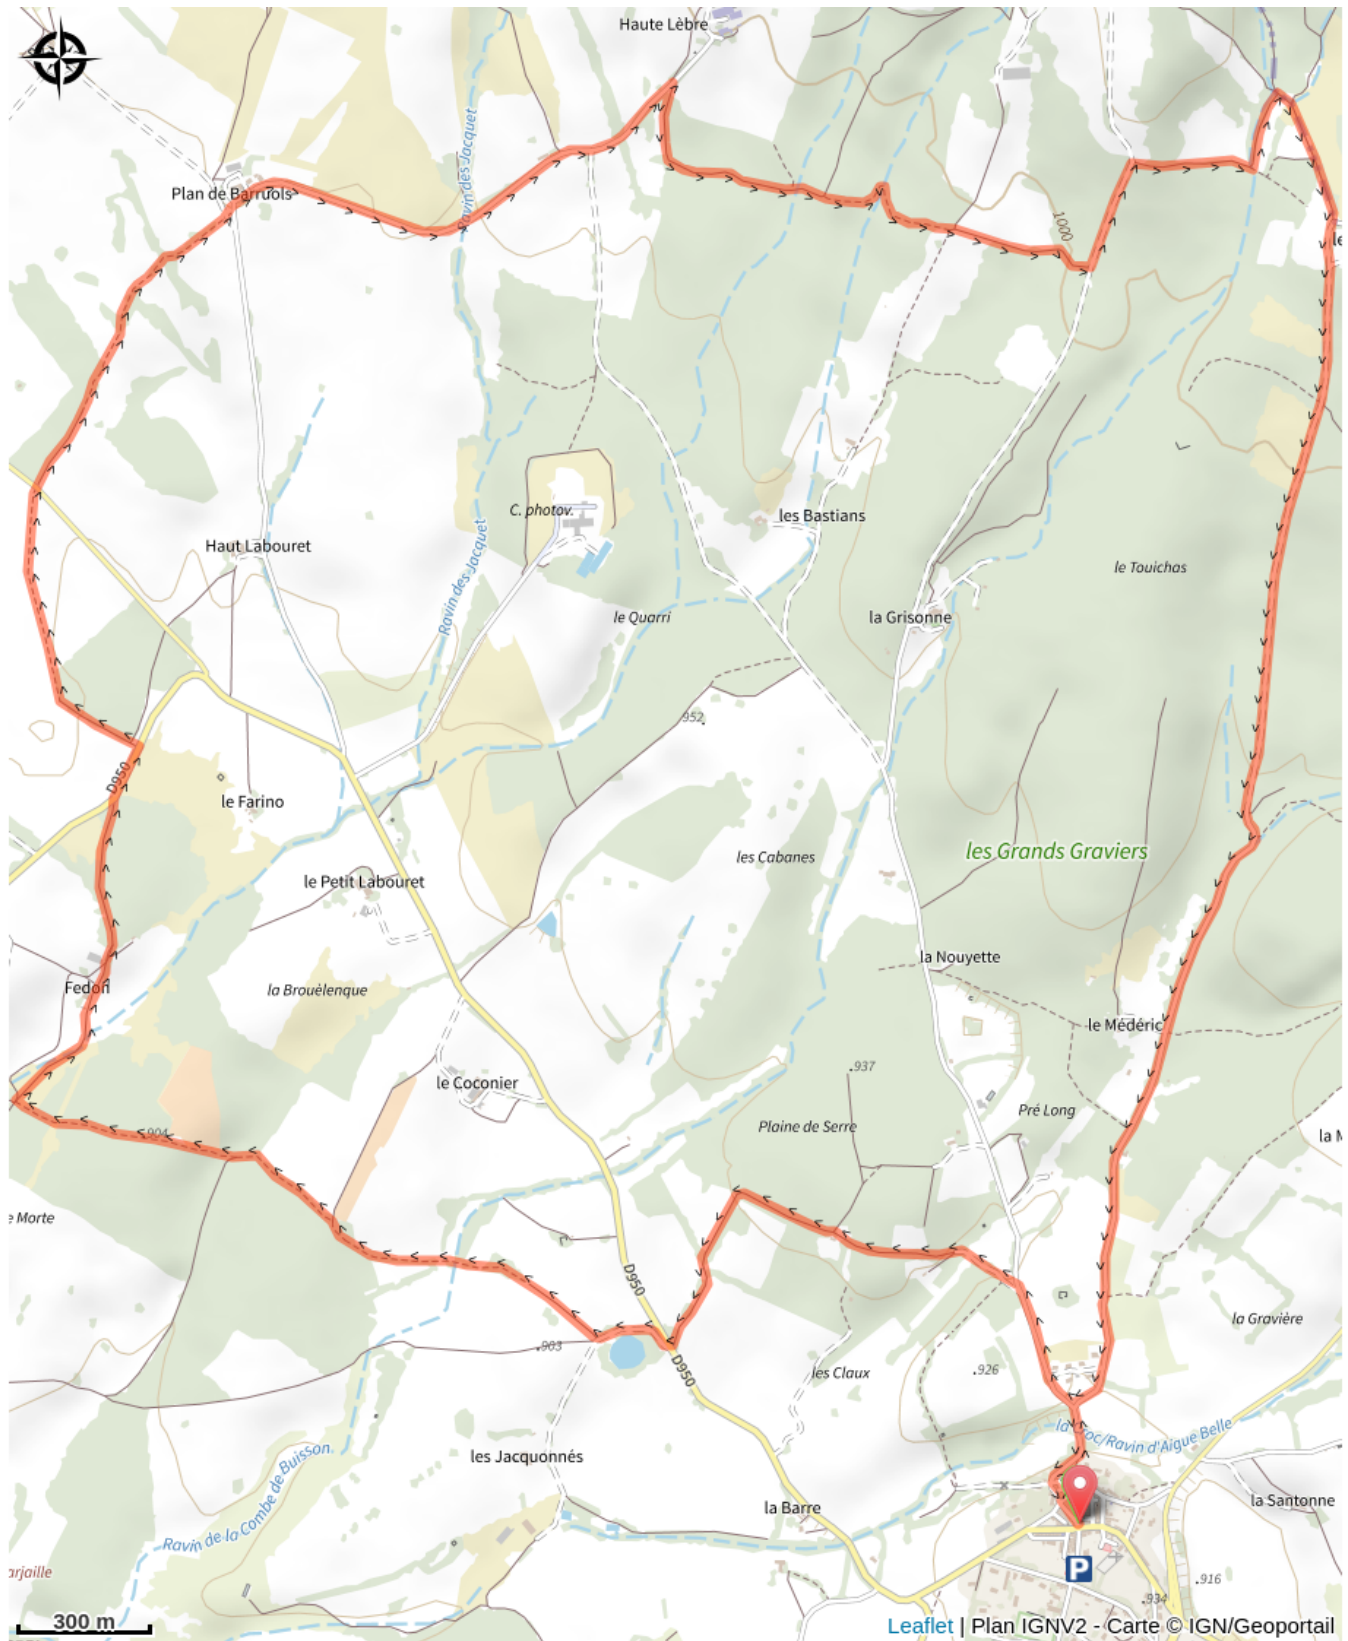 Haute Lèbre
Ravin des Jacquet
Plan de Barruols
1000
C. photov.
les Bastians
Haut Labouret
le Touichas
Ravin des Jacquet
le Quarri
la Grisonne
952
D950
le Farino
les Grands Graviers
les Cabanes
le Petit Labouret
la Nouyette
Fedon
la Brouèlenque
le Médéric
937
le Coconier
Pré Long
Plaine de Serre
904
la M
e Morte
D950
la Gravière
903
D950
les Claux
926
la Croc/Ravin d'Aigue Belle
les Jacquonnés
Ravin de la Combe de Buisson
la Barre
la Santonne
arjaille
P
916
934
300 m
Leaflet | Plan IGNV2 - Carte © IGN/Geoportail